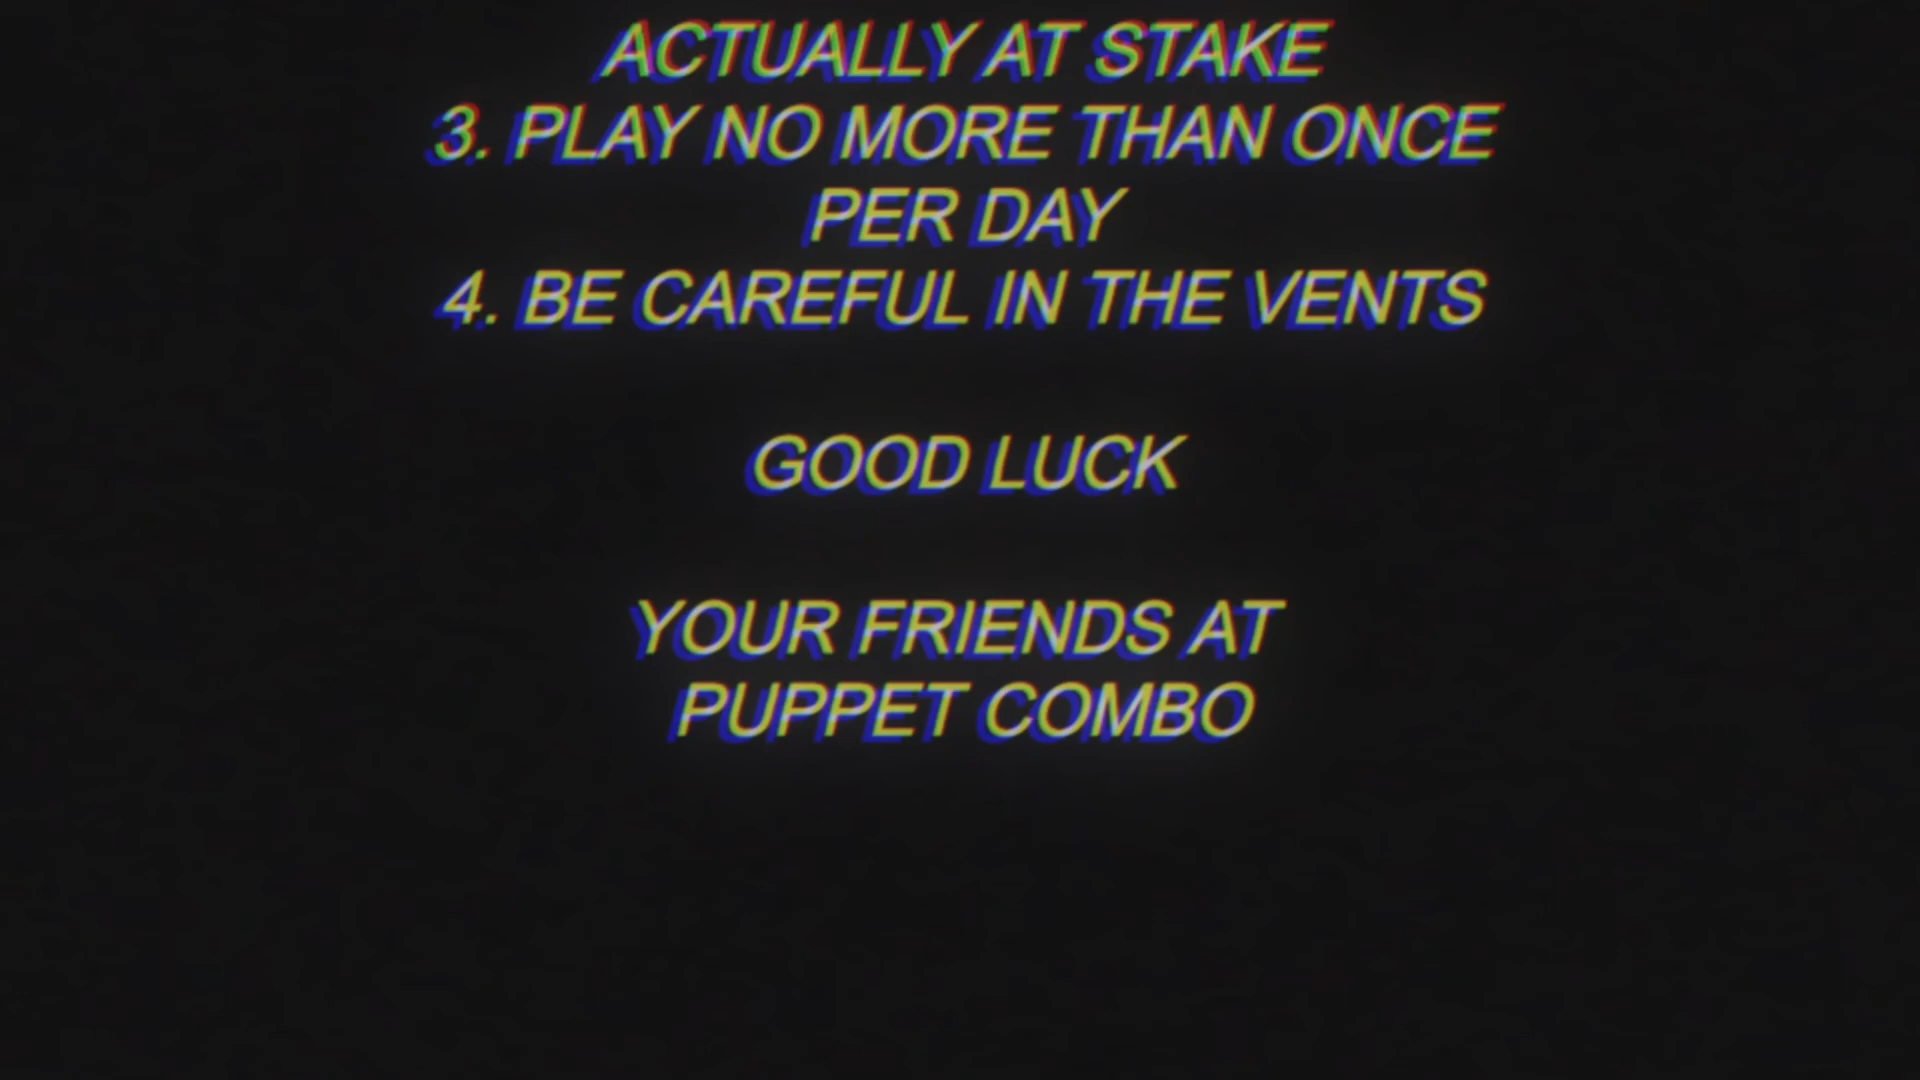 ACTUALLY AT STAKE
3. PLAY NO MORE THAN ONCE
PER DAY
4. BE CAREFUL IN THE VENTS
GOOD LUCK
YOUR FRIENDS AT
PUPPET COMBO